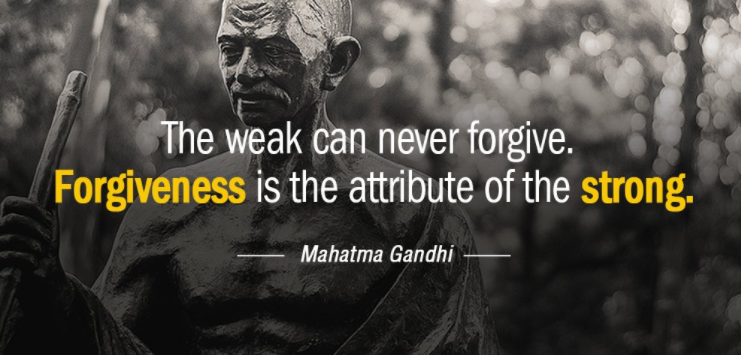 The weak can never forgive.
Forgiveness is the attribute of the strong.
Mahatma Gandhi